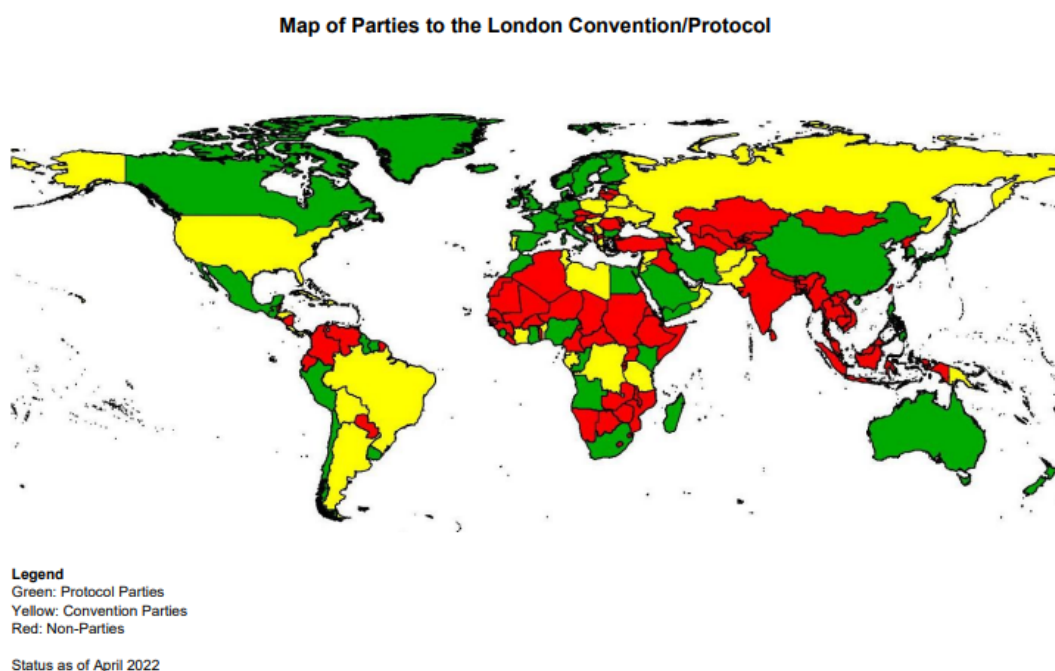 Map of Parties to the London Convention/Protocol
Legend
Green: Protocol Parties
Yellow: Convention Parties
Red: Non-Parties
Status as of April 2022